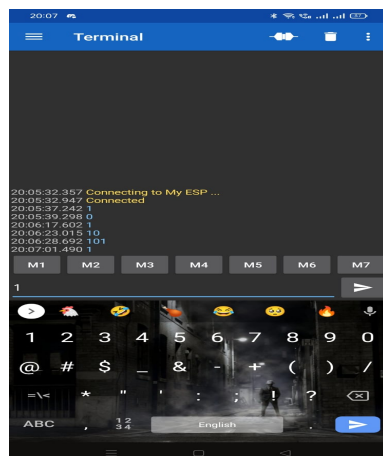 20:07
Terminal
20:05:32.357 Connecting to My ESP ...
20:05:32.947 Connected
20:05:37.242 1
20:05:39.298 0
20:06:17.602 1
20:06:23.015 10
20:06:28.692 101
20:07:01.490 1
M1 M2 M3 M4 M5 M6 M7
1
1 2 3 4 5 6 7 8 9 0
@ # $ _ & - + ( ) /
=\< * " ' : ; ! ?
ABC , 12 34 English .